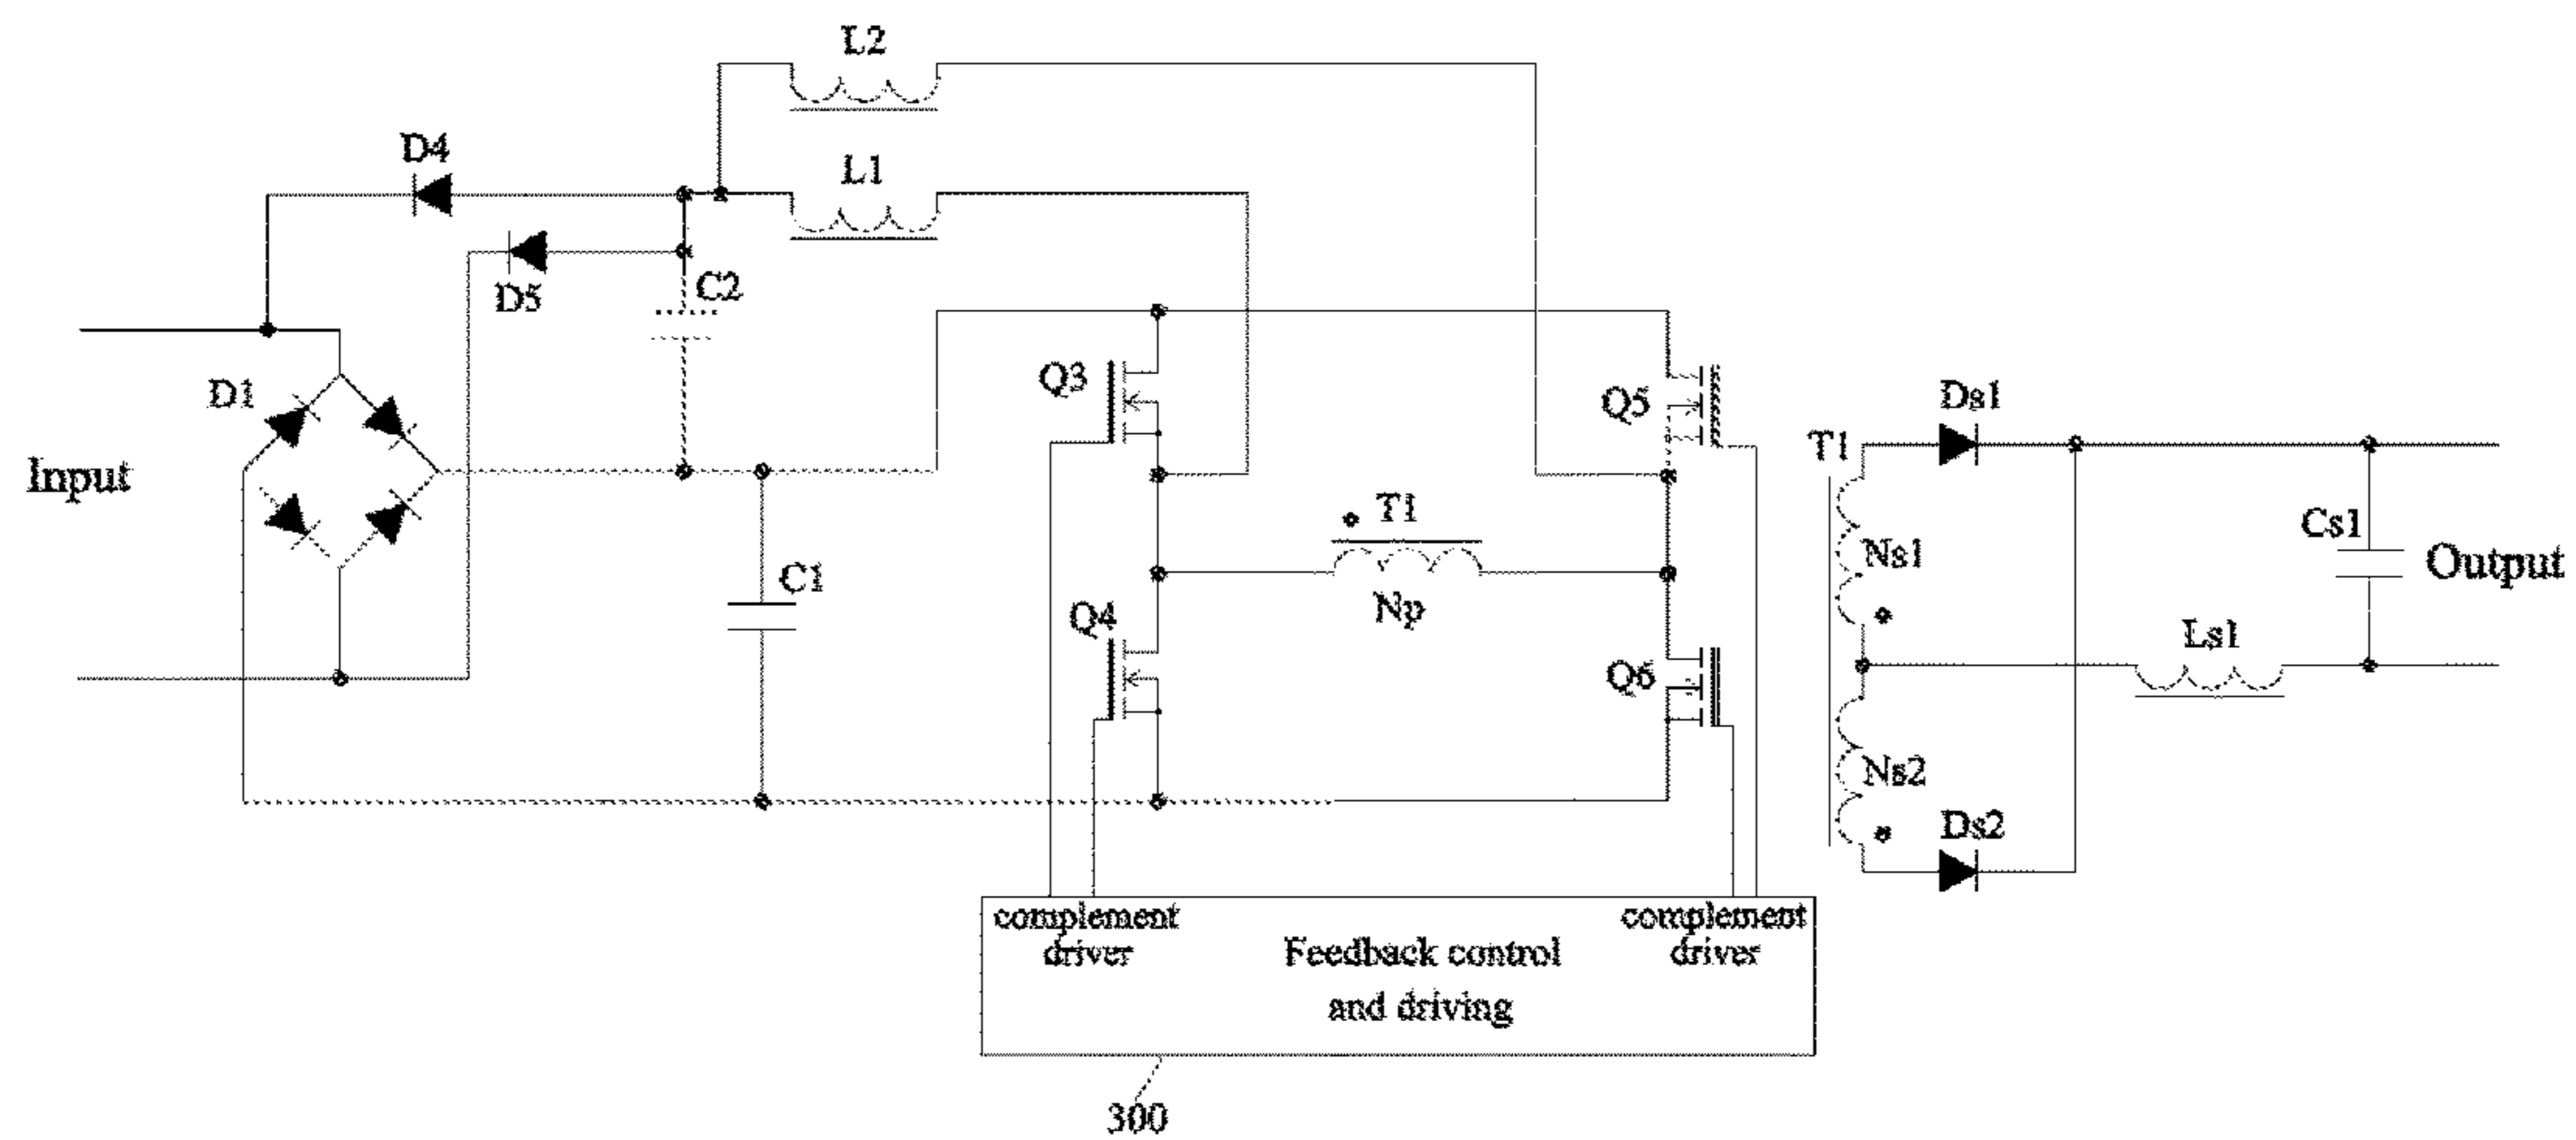 L2
D4
L1
D5
C2
D1
Q3
Q5
Ds1
T1
Input
T1
Cs1
Ns1
Output
C1
Np
Q4
Q6
Ls1
Ns2
Ds2
complement
driver
Feedback control
and driving
complement
driver
300